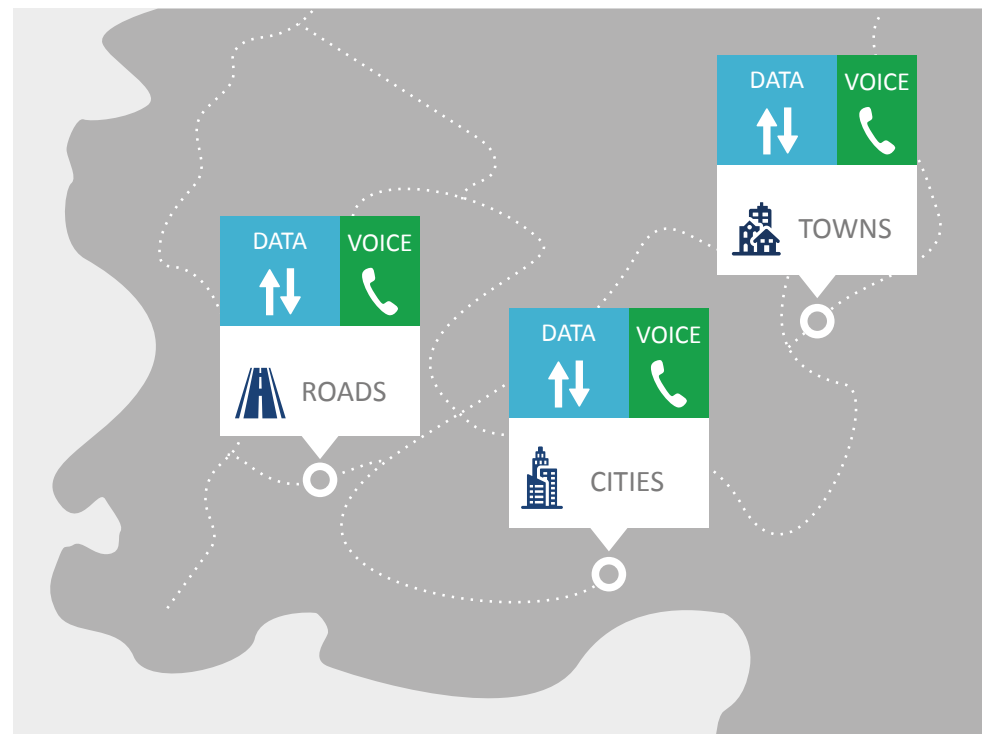 DATA VOICE
TOWNS
DATA VOICE
ROADS
DATA VOICE
CITIES